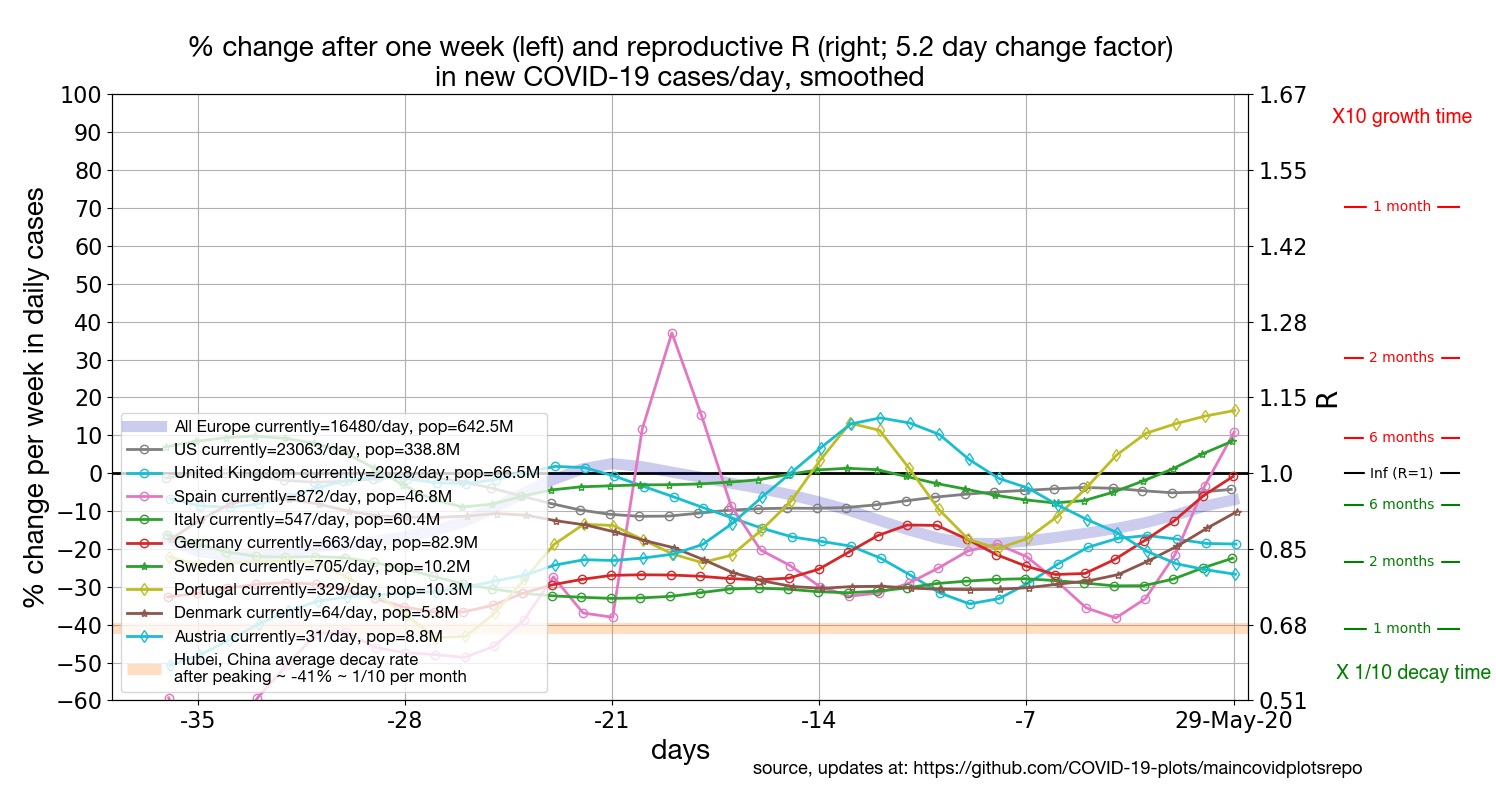 % change after one week (left) and reproductive R (right; 5.2 day change factor)
in new COVID-19 cases/day, smoothed
% change per week in daily cases
100
90
80
70
60
50
40
30
20
10
0
−10
−20
−30
−40
−50
−60
All Europe currently=16480/day, pop=642.5M
US currently=23063/day, pop=338.8M
United Kingdom currently=2028/day, pop=66.5M
Spain currently=872/day, pop=46.8M
Italy currently=547/day, pop=60.4M
Germany currently=663/day, pop=82.9M
Sweden currently=705/day, pop=10.2M
Portugal currently=329/day, pop=10.3M
Denmark currently=64/day, pop=5.8M
Austria currently=31/day, pop=8.8M
Hubei, China average decay rate
after peaking ~ -41% ~ 1/10 per month
-35
-28
-21
-14
-7
29-May-20
days
1.67
1.55
1.42
1.28
1.15
1.0
0.85
0.68
0.51
R
X10 growth time
1 month
2 months
6 months
Inf (R=1)
6 months
2 months
1 month
X 1/10 decay time
source, updates at: https://github.com/COVID-19-plots/maincovidplotsrepo